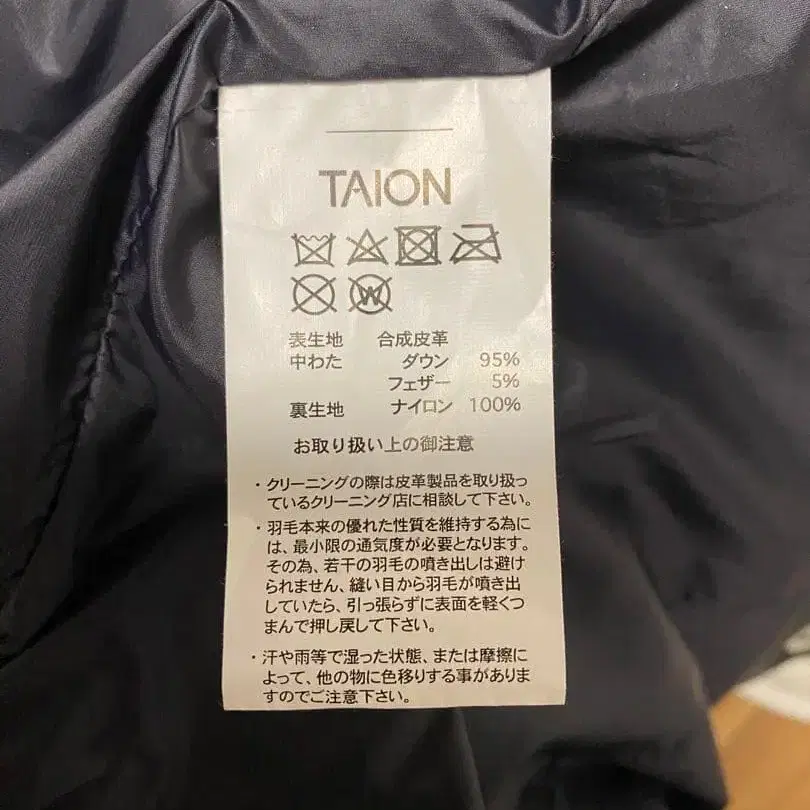 TAION
W
表生地 合成皮革
中わた ダウン 95%
フェザー 5%
裏生地 ナイロン 100%
お取り扱い上の御注意
・クリーニングの際は皮革製品を取り扱っ
ているクリーニング店に相談して下さい。
・羽毛本来の優れた性質を維持する為に
は、最小限の通気度が必要となります。
その為、若干の羽毛の噴き出しは避け
られません、縫い目から羽毛が噴き出
していたら、引っ張らずに表面を軽くつ
まんで押し戻して下さい。
・汗や雨等で湿った状態、または摩擦に
よって、他の物に色移りする事がありま
すのでご注意下さい。